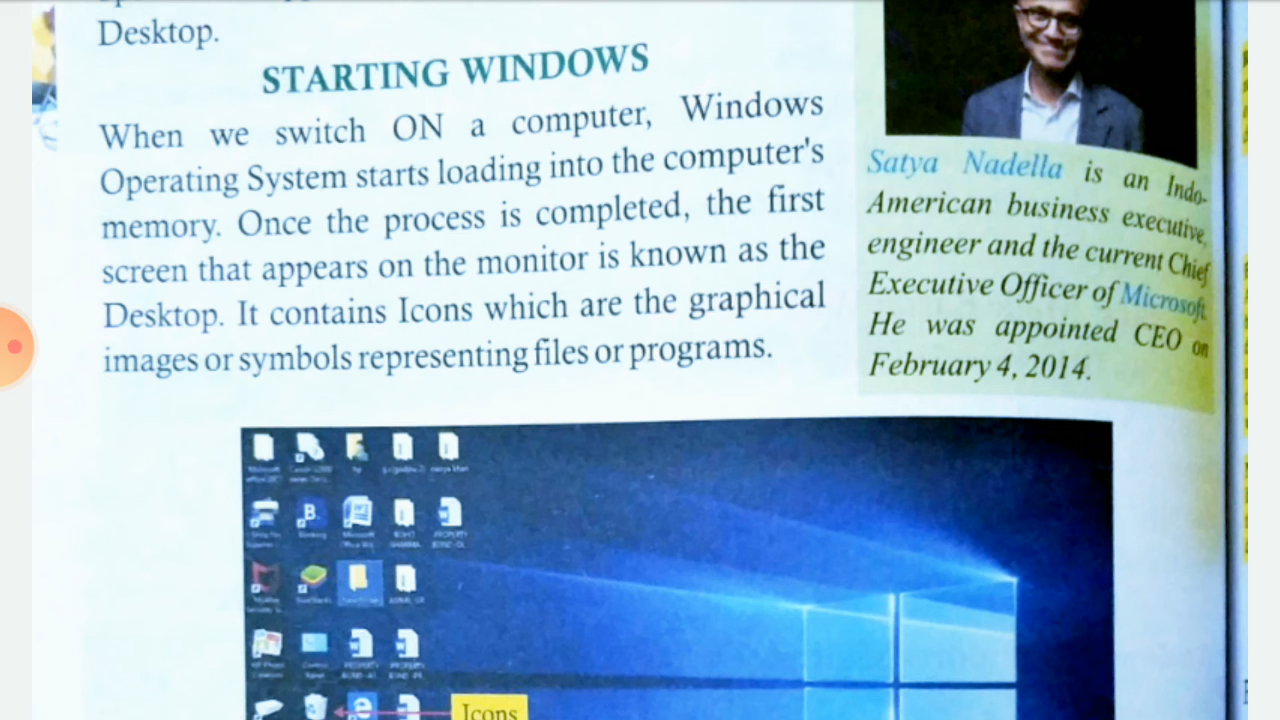 Desktop.
STARTING WINDOWS
When we switch ON a computer, Windows
Operating System starts loading into the computer's
memory. Once the process is completed, the first
screen that appears on the monitor is known as the
Desktop. It contains Icons which are the graphical
images or symbols representing files or programs.
Satya Nadella is an Indo-
American business executive,
engineer and the current Chief
Executive Officer of Microsoft.
He was appointed CEO on
February 4, 2014.
Icons